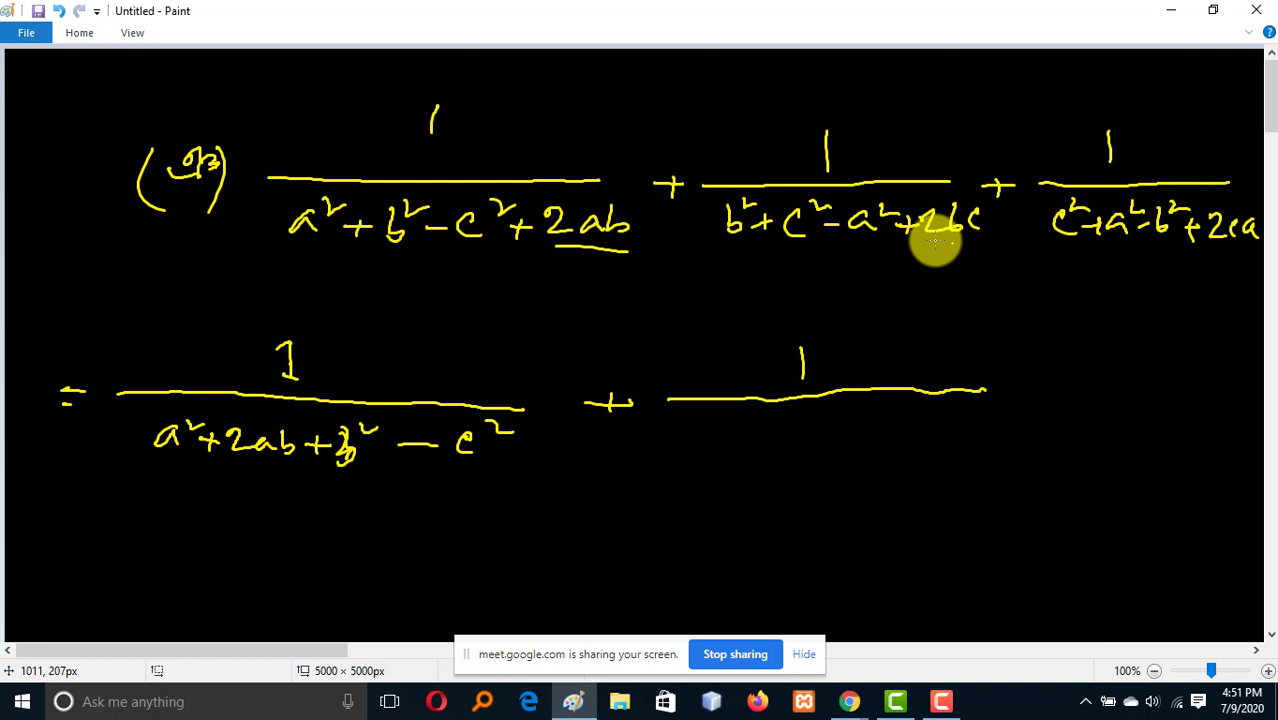 Untitled - Paint
File Home View
1/(a²+b²-c²+2ab) + 1/(b²+c²-a²+2bc) + 1/(c²+a²-b²+2ca)
= 1/(a²+2ab+b²-c²) + 1/
meet.google.com is sharing your screen. Stop sharing Hide
1011, 207px 5000 × 5000px 100%
Ask me anything
4:51 PM
7/9/2020